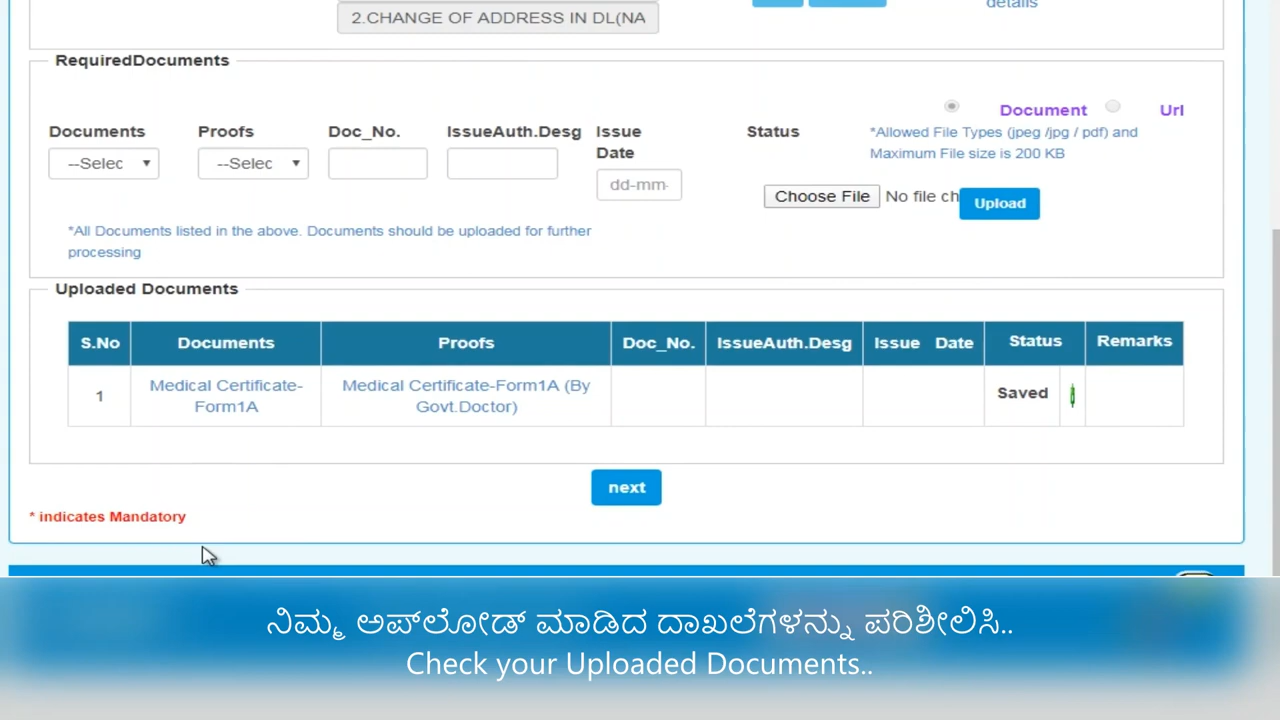 details
2.CHANGE OF ADDRESS IN DL(NA
RequiredDocuments
Document Url
Documents Proofs Doc_No. IssueAuth.Desg Issue Date Status
*Allowed File Types (jpeg /jpg / pdf) and
Maximum File size is 200 KB
--Selec --Selec dd-mm-
Choose File No file ch Upload
*All Documents listed in the above. Documents should be uploaded for further
processing
Uploaded Documents
S.No Documents Proofs Doc_No. IssueAuth.Desg Issue Date Status Remarks
1 Medical Certificate-Form1A Medical Certificate-Form1A (By Govt.Doctor) Saved
next
* indicates Mandatory
ನಿಮ್ಮ ಅಪ್‌ಲೋಡ್ ಮಾಡಿದ ದಾಖಲೆಗಳನ್ನು ಪರಿಶೀಲಿಸಿ..
Check your Uploaded Documents..